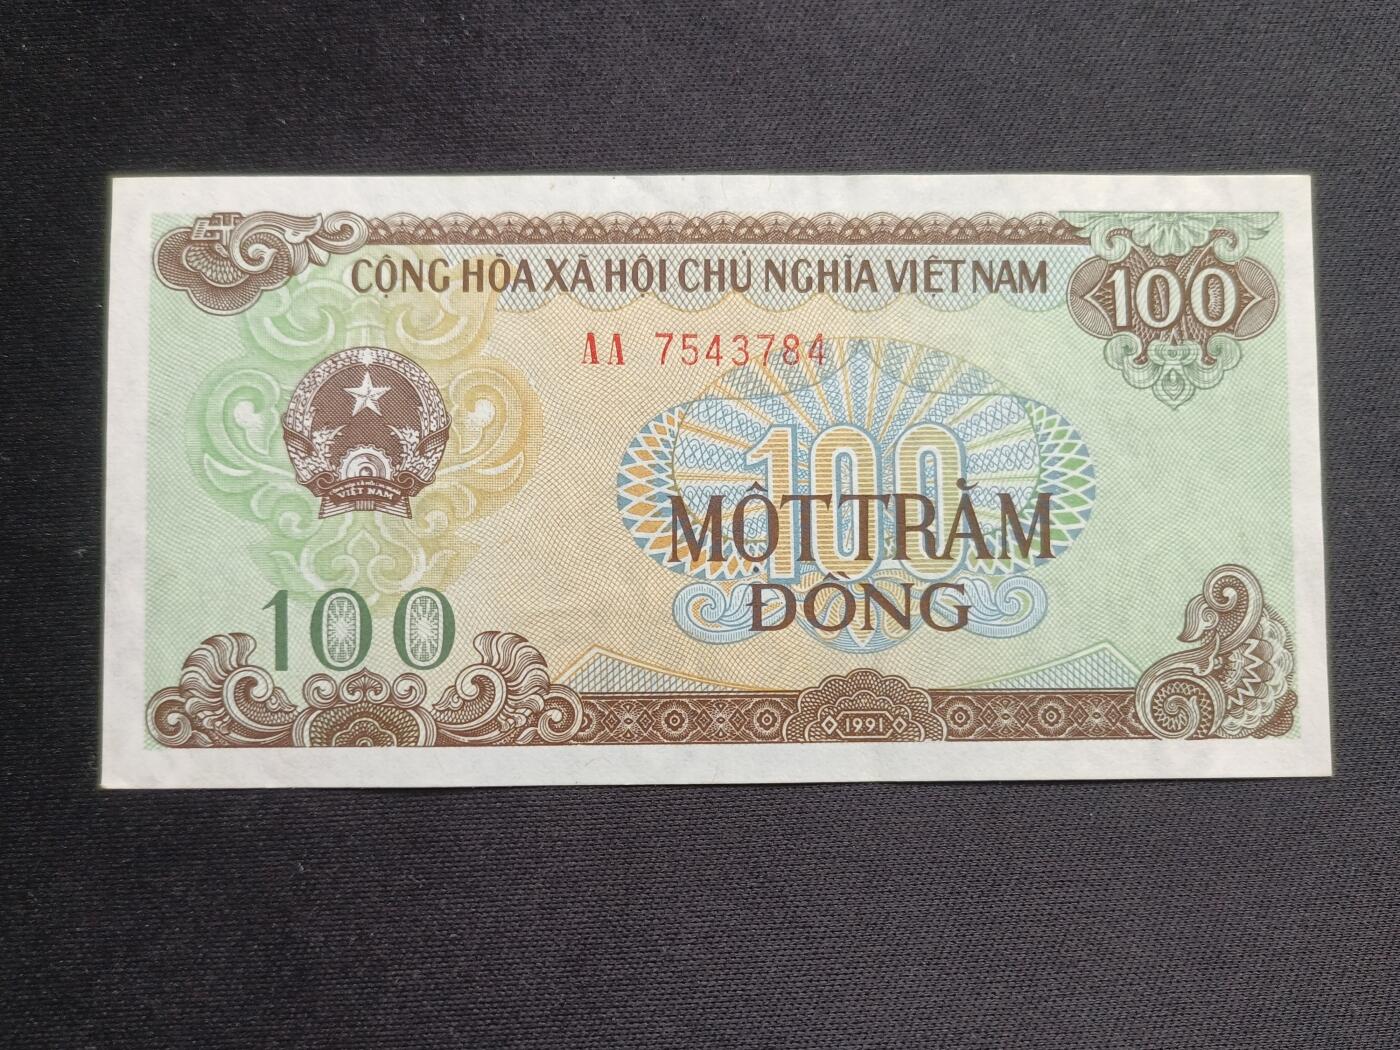 CỘNG HÒA XÃ HỘI CHỦ NGHĨA VIỆT NAM
100
AA 7543784
VIỆT NAM
100
MỘT TRĂM
ĐỒNG
100
1991